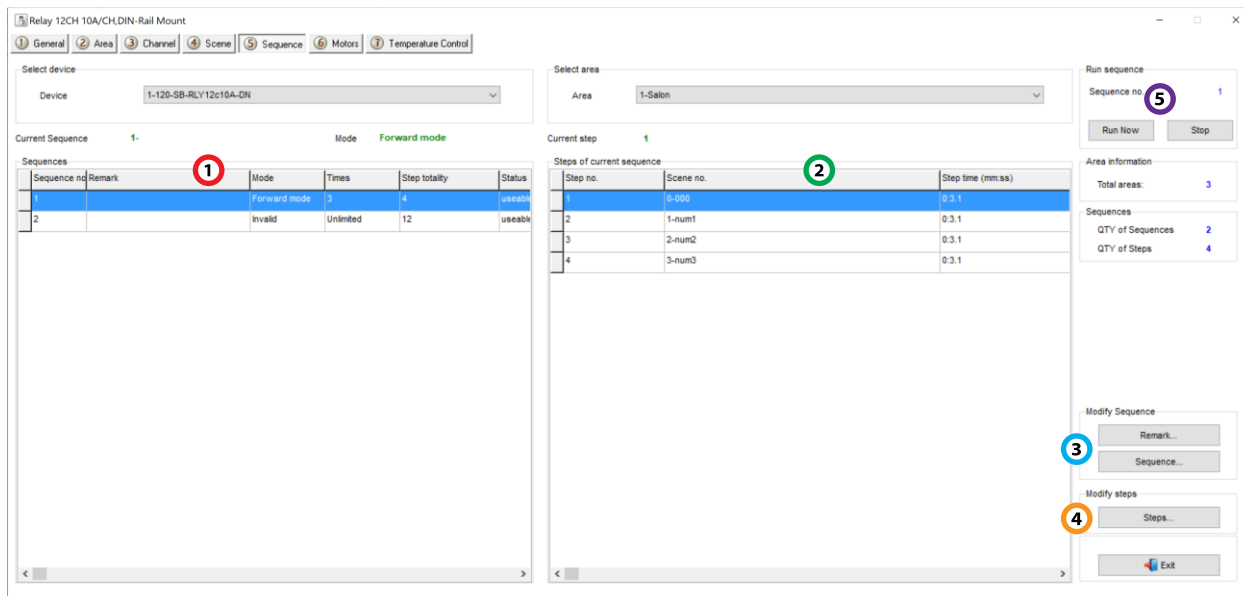 Relay 12CH 10A/CH,DIN-Rail Mount
1 General 2 Area 3 Channel 4 Scene 5 Sequence 6 Motors 7 Temperature Control
Select device
Device 1-120-SB-RLY12c10A-DN
Select area
Area 1-Salon
Run sequence
Sequence no. 5 1
Run Now Stop
Current Sequence 1- Mode Forward mode
Current step 1
Sequences 1
Sequence no Remark Mode Times Step totality Status
1 Forward mode 3 4 useable
2 Invalid Unlimited 12 useable
Steps of current sequence 2
Step no. Scene no. Step time (mm:ss)
1 0-000 0:3.1
2 1-num1 0:3.1
3 2-num2 0:3.1
4 3-num3 0:3.1
Area information
Total areas: 3
Sequences
QTY of Sequences 2
QTY of Steps 4
Modify Sequence
3
Remark...
Sequence...
Modify steps
4 Steps...
Exit